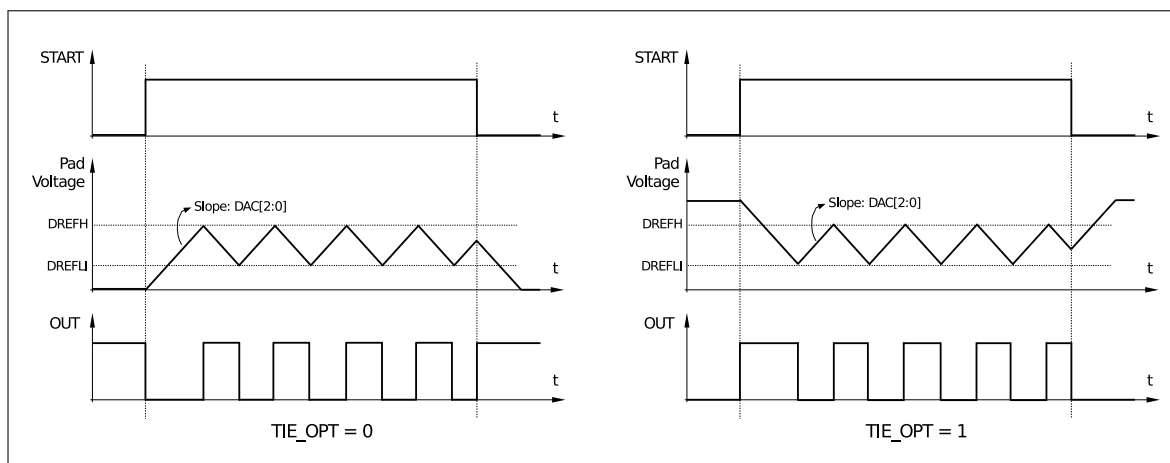 START
t
Pad
Voltage
Slope: DAC[2:0]
DREFH
DREFLI
t
OUT
t
TIE_OPT = 0
START
t
Pad
Voltage
Slope: DAC[2:0]
DREFH
DREFLI
t
OUT
t
TIE_OPT = 1